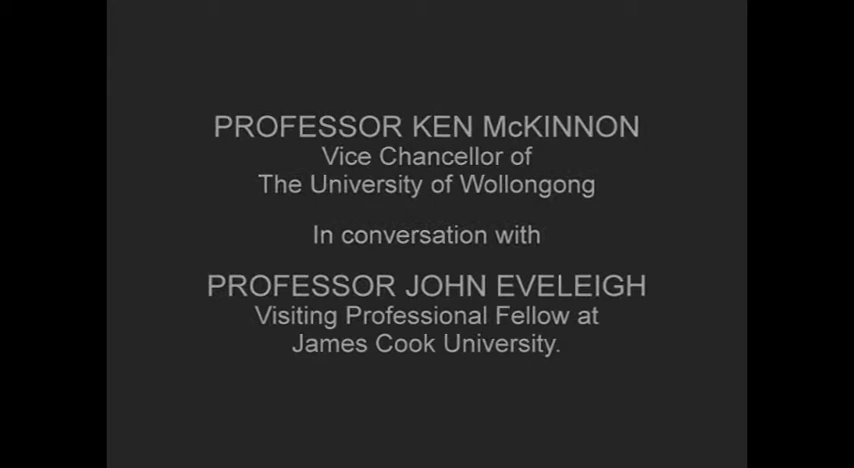 PROFESSOR KEN McKINNON
Vice Chancellor of
The University of Wollongong
In conversation with
PROFESSOR JOHN EVELEIGH
Visiting Professional Fellow at
James Cook University.